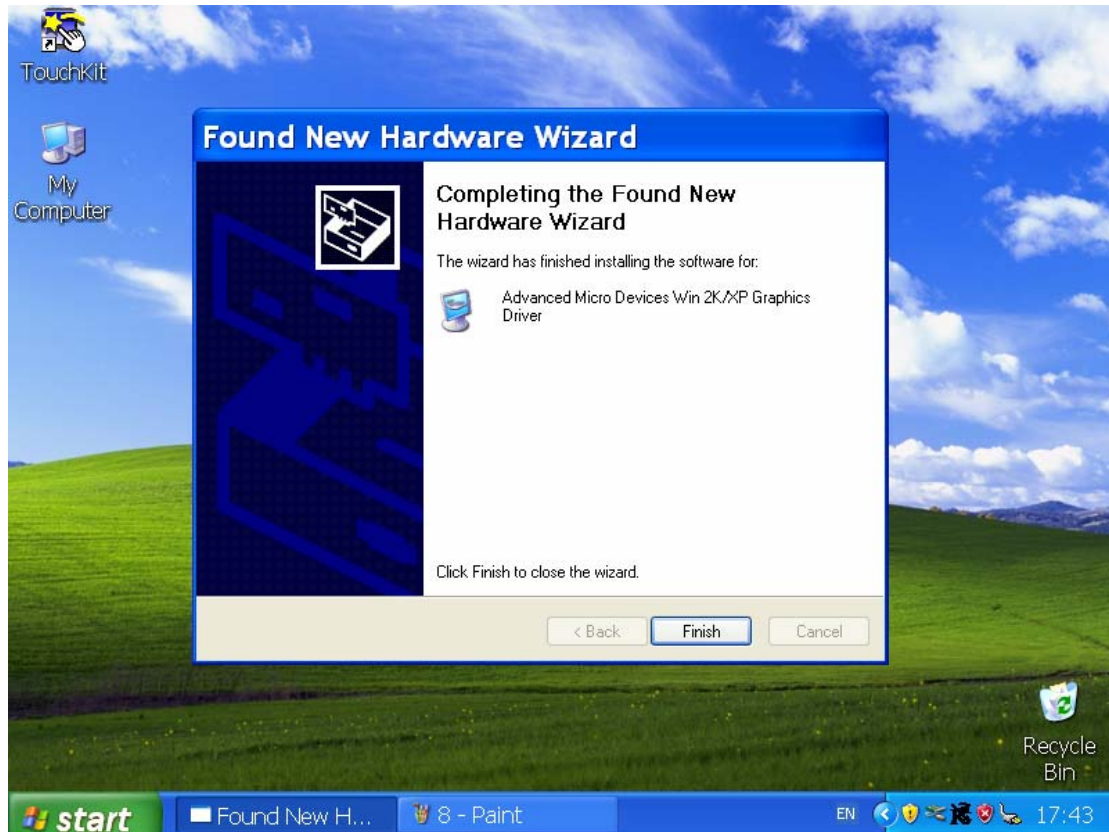 TouchKit
My
Computer
Found New Hardware Wizard
Completing the Found New
Hardware Wizard
The wizard has finished installing the software for:
Advanced Micro Devices Win 2K/XP Graphics
Driver
Click Finish to close the wizard.
< Back
Finish
Cancel
Recycle
Bin
start
Found New H...
8 - Paint
EN
17:43